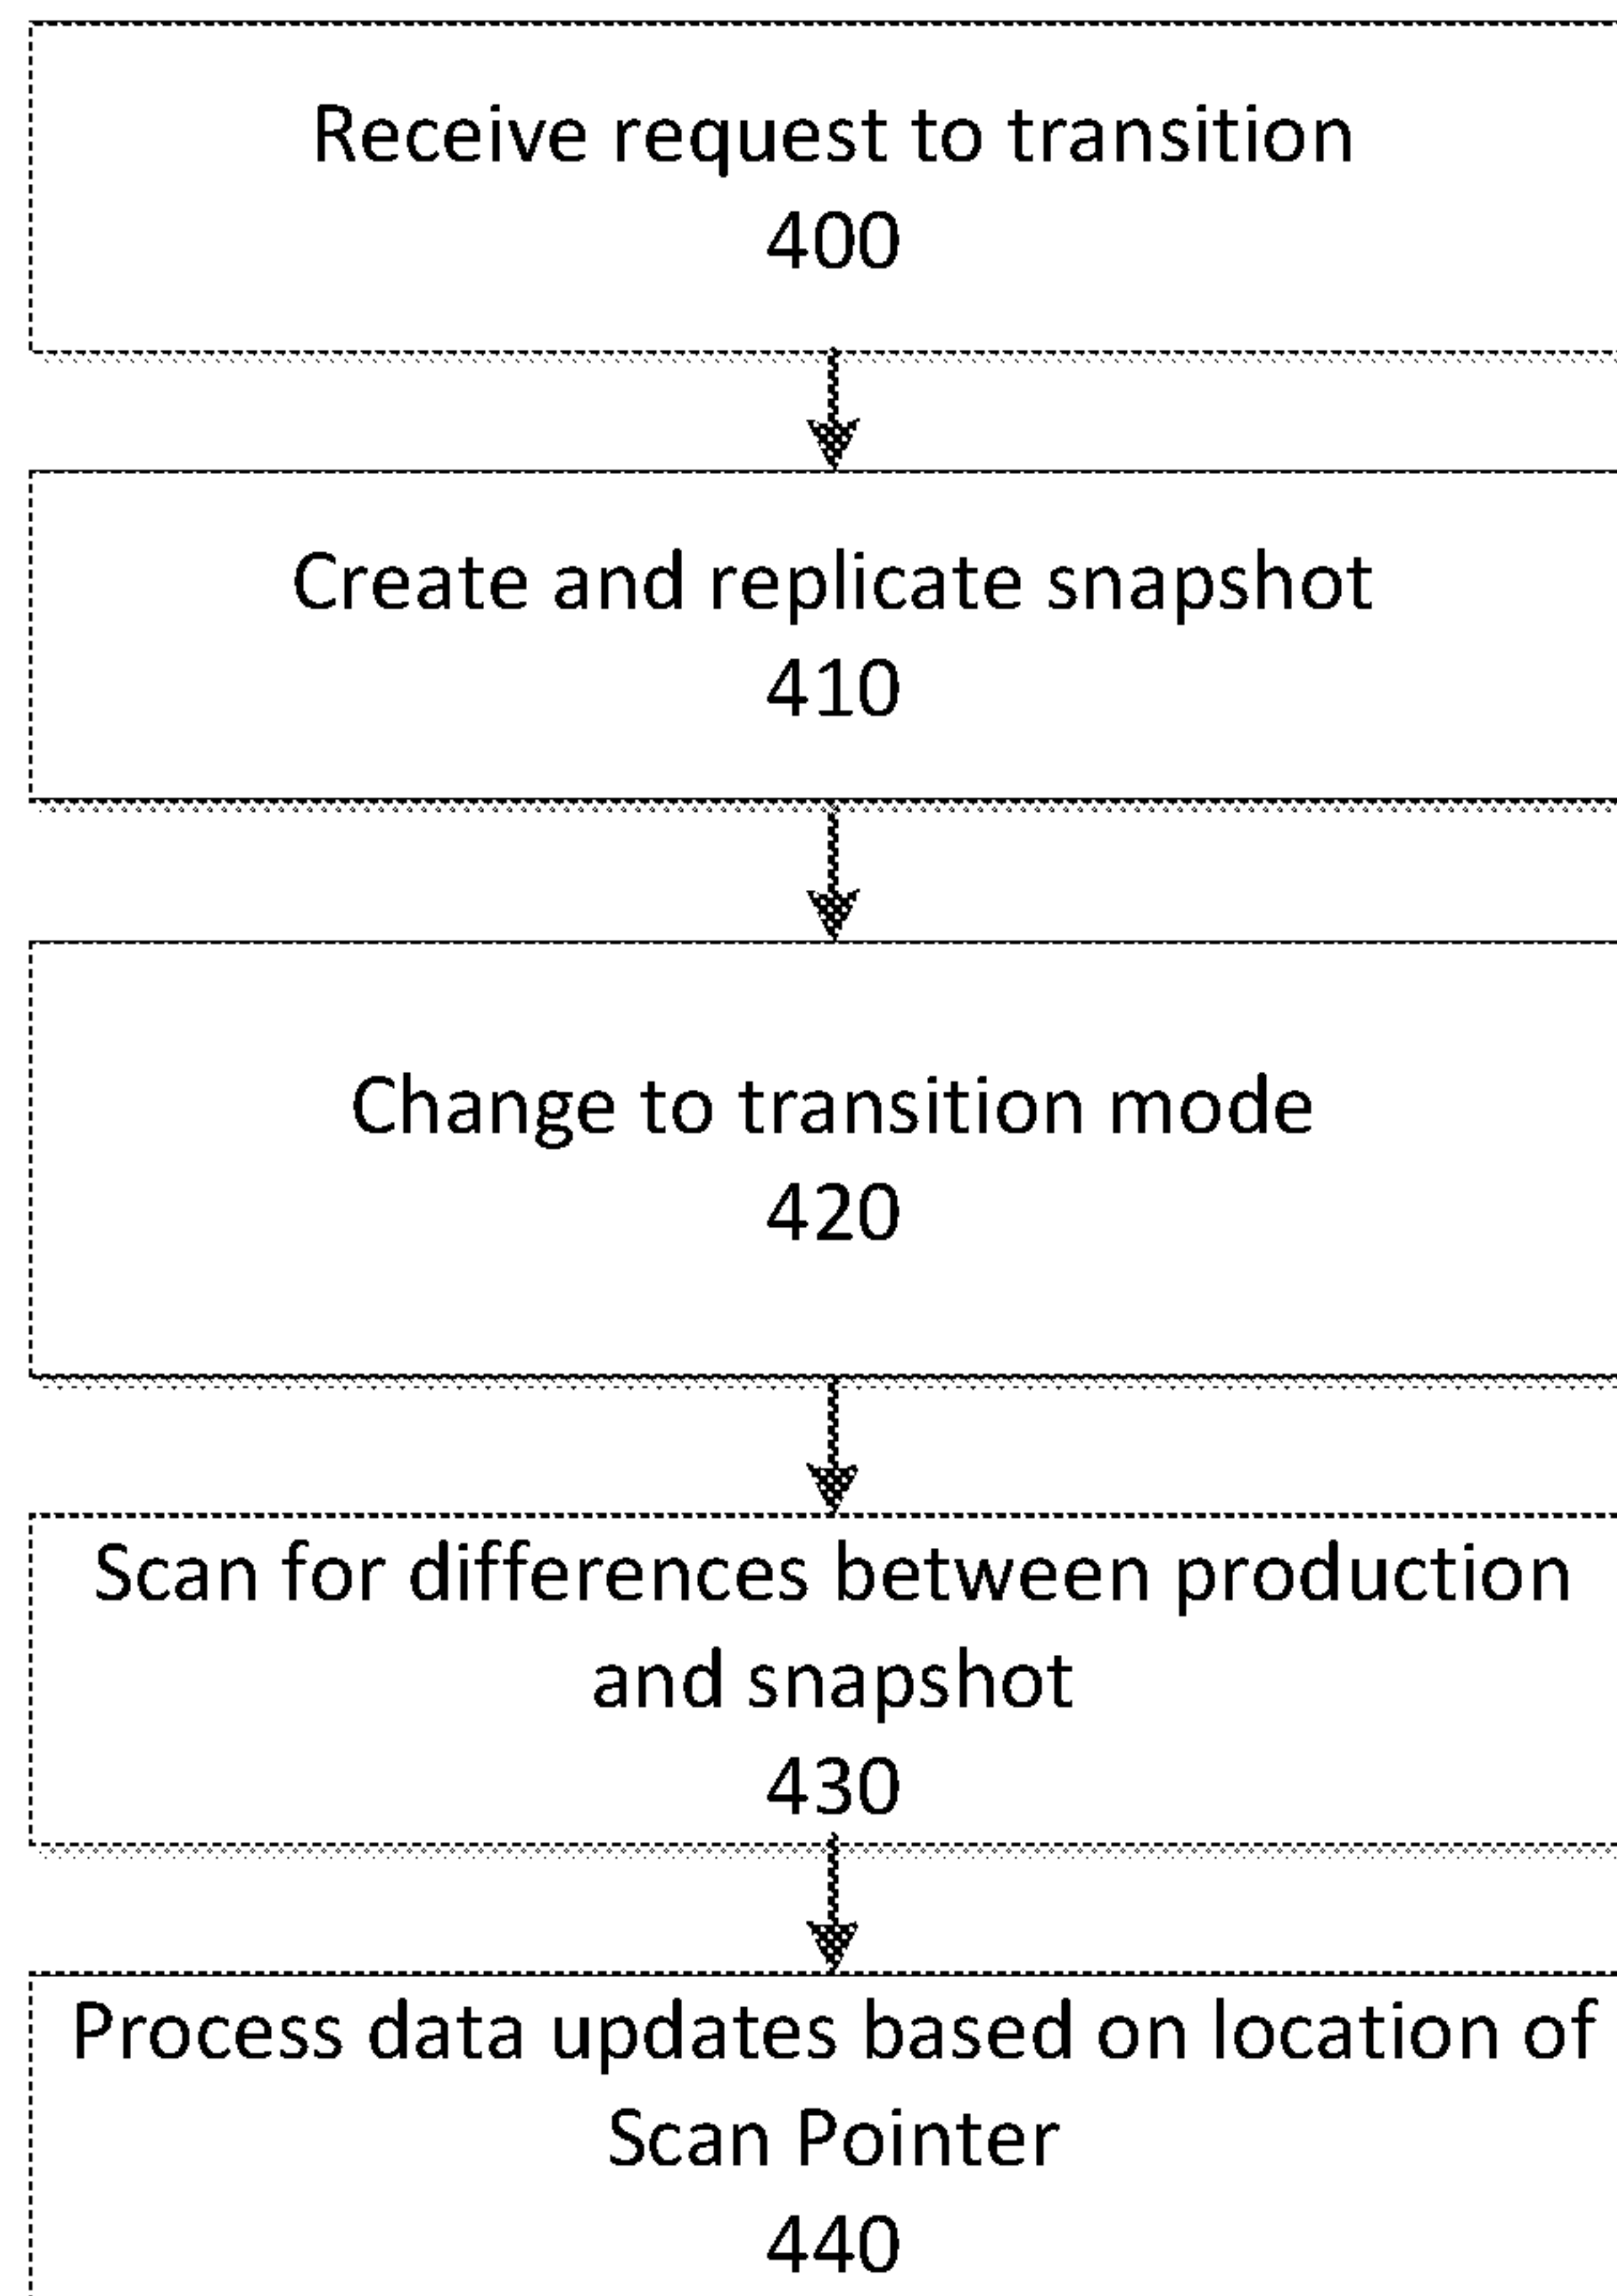 Receive request to transition
400
Create and replicate snapshot
410
Change to transition mode
420
Scan for differences between production
and snapshot
430
Process data updates based on location of
Scan Pointer
440